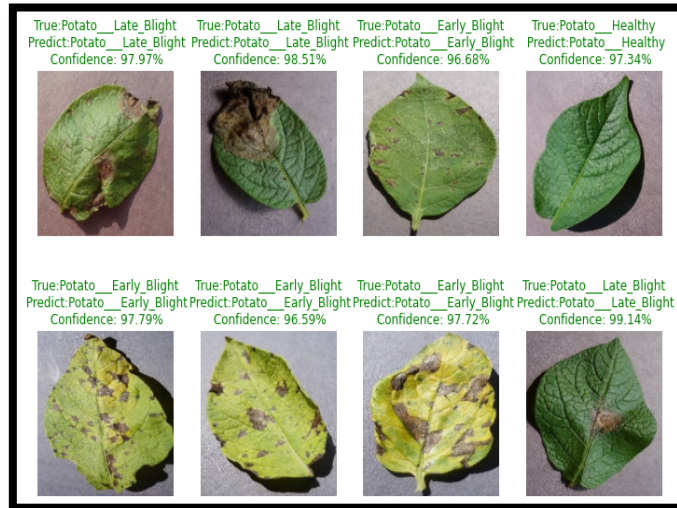 True:Potato___Late_Blight
Predict:Potato___Late_Blight
Confidence: 97.97%
True:Potato___Late_Blight
Predict:Potato___Late_Blight
Confidence: 98.51%
True:Potato___Early_Blight
Predict:Potato___Early_Blight
Confidence: 96.68%
True:Potato___Healthy
Predict:Potato___Healthy
Confidence: 97.34%
True:Potato___Early_Blight
Predict:Potato___Early_Blight
Confidence: 97.79%
True:Potato___Early_Blight
Predict:Potato___Early_Blight
Confidence: 96.59%
True:Potato___Early_Blight
Predict:Potato___Early_Blight
Confidence: 97.72%
True:Potato___Late_Blight
Predict:Potato___Late_Blight
Confidence: 99.14%